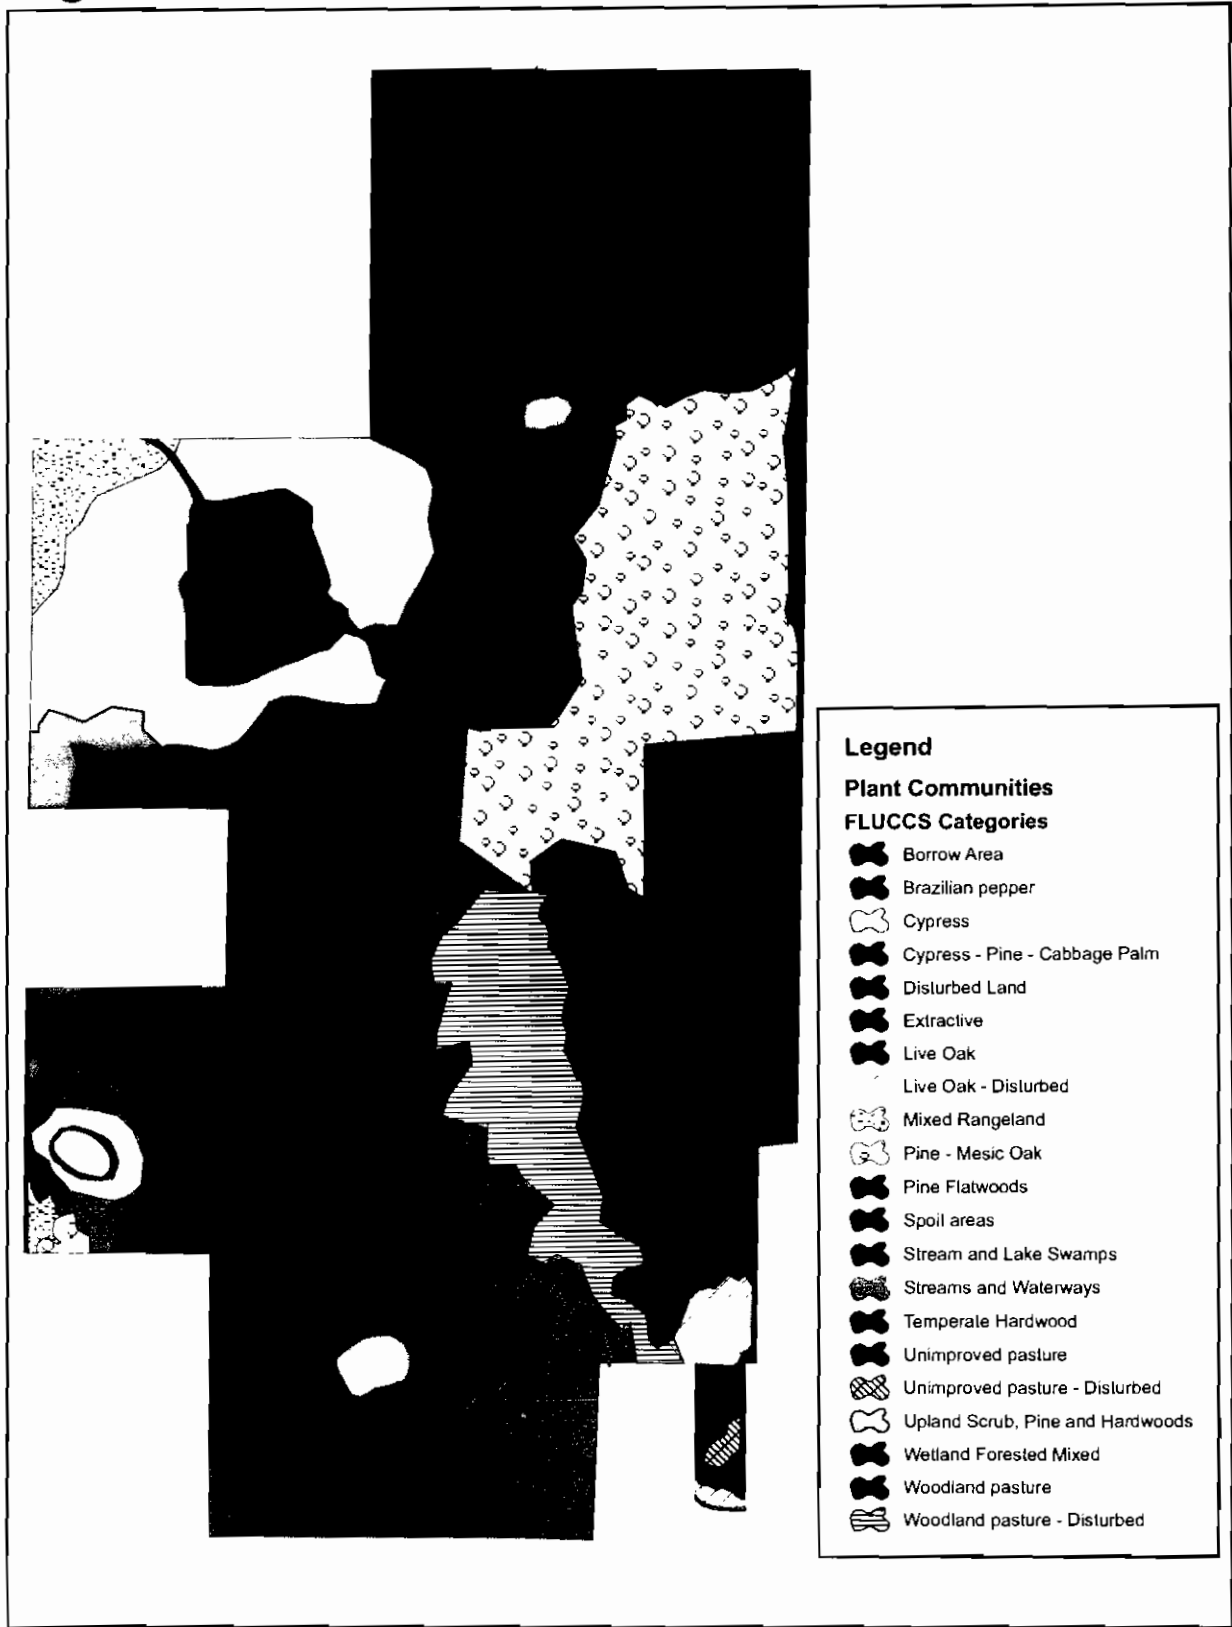 Legend
Plant Communities
FLUCCS Categories
Borrow Area
Brazilian pepper
Cypress
Cypress - Pine - Cabbage Palm
Disturbed Land
Extractive
Live Oak
Live Oak - Disturbed
Mixed Rangeland
Pine - Mesic Oak
Pine Flatwoods
Spoil areas
Stream and Lake Swamps
Streams and Waterways
Temperate Hardwood
Unimproved pasture
Unimproved pasture - Disturbed
Upland Scrub, Pine and Hardwoods
Wetland Forested Mixed
Woodland pasture
Woodland pasture - Disturbed